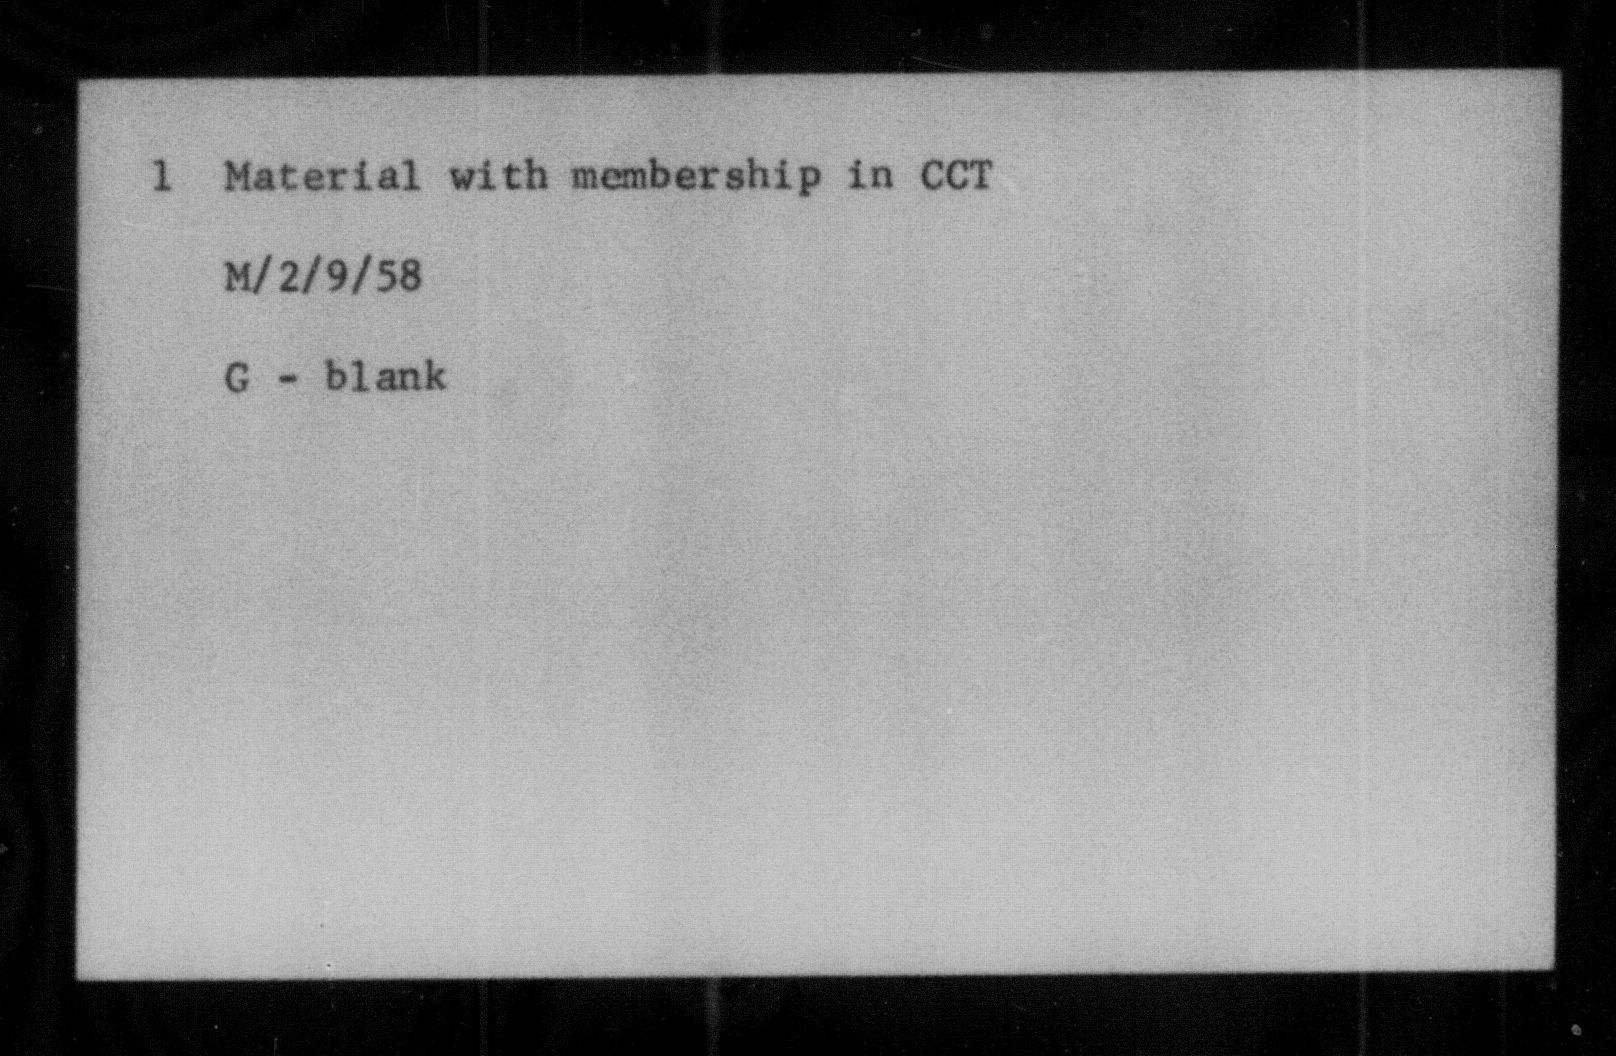 1 Material with membership in CCT
M/2/9/58
G - blank